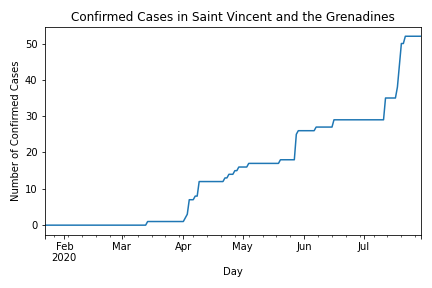 Confirmed Cases in Saint Vincent and the Grenadines
Number of Confirmed Cases
50
40
30
20
10
0
Feb Mar Apr May Jun Jul
2020
Day